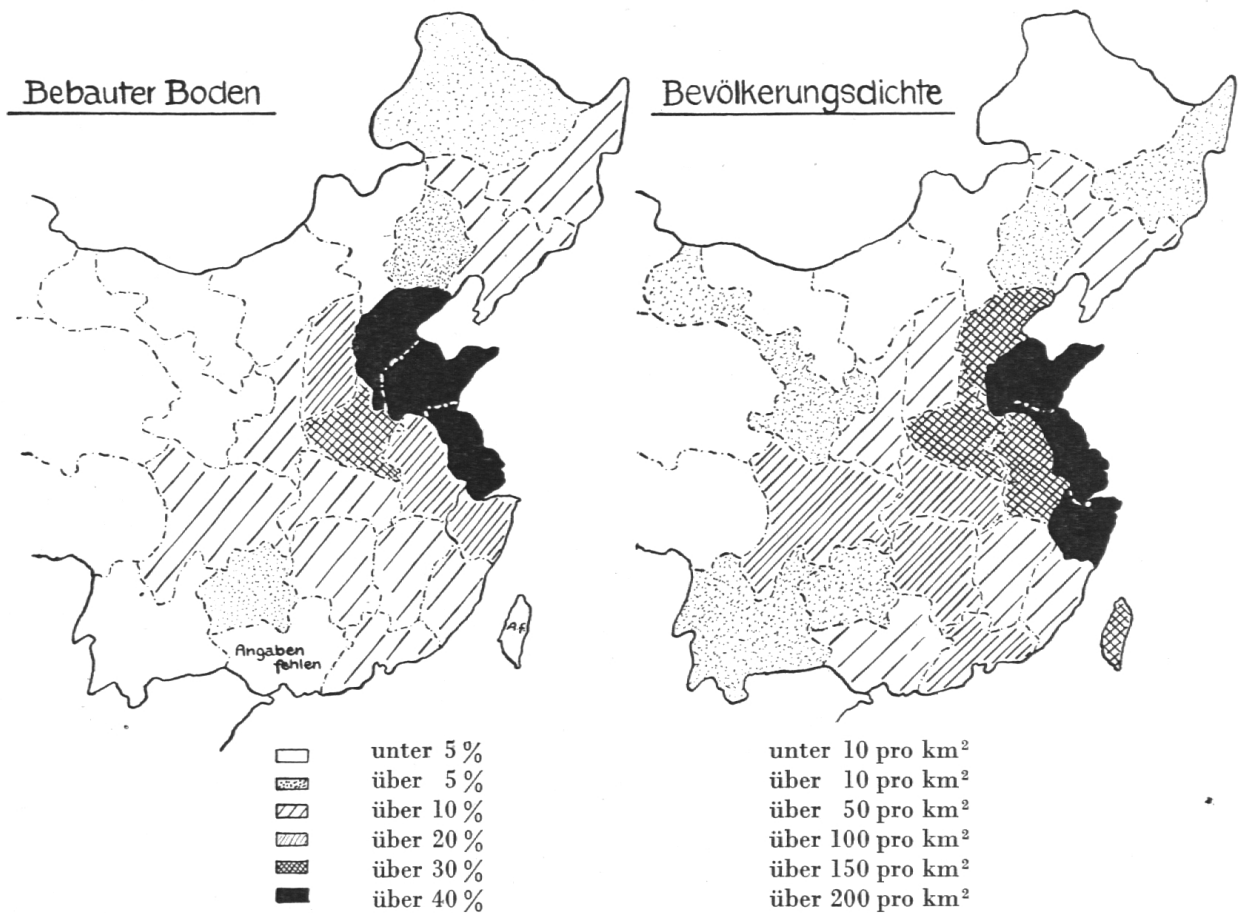 Bebauter Boden
Bevölkerungsdichte
Angaben
fehlen
A.f.
unter 5 %
über 5 %
über 10 %
über 20 %
über 30 %
über 40 %
unter 10 pro km²
über 10 pro km²
über 50 pro km²
über 100 pro km²
über 150 pro km²
über 200 pro km²